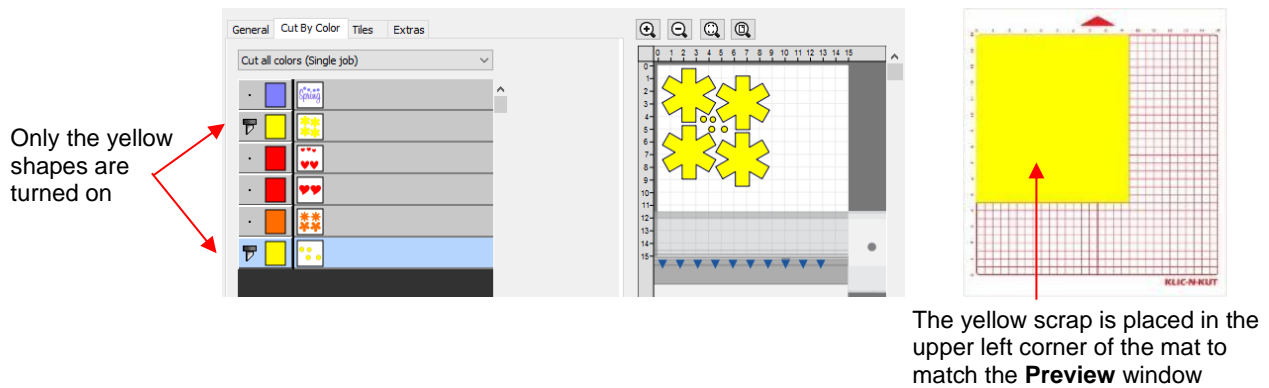 Only the yellow
shapes are
turned on
General Cut By Color Tiles Extras
Cut all colors (Single job)
Spring
0 1 2 3 4 5 6 7 8 9 10 11 12 13 14 15
0
1
2
3
4
5
6
7
8
9
10
11
12
13
14
15
KLIC-N-KUT
The yellow scrap is placed in the
upper left corner of the mat to
match the Preview window